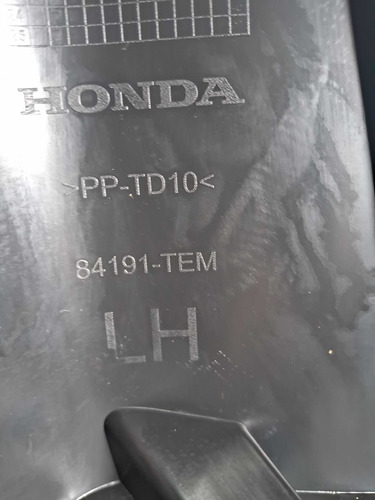 HONDA
>PP-TD10<
84191-TEM
LH